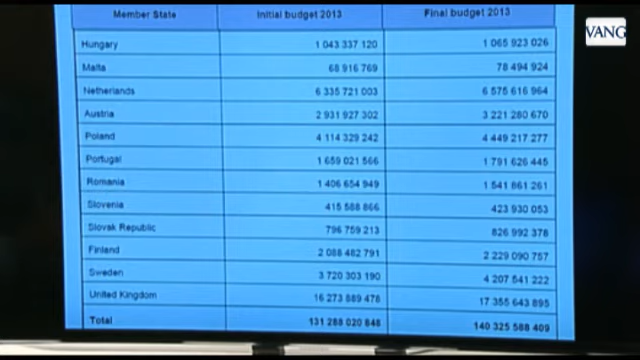 VANG
Member State Initial budget 2013 Final budget 2013
Hungary 1 043 337 120 1 065 923 026
Malta 68 916 769 78 494 924
Netherlands 6 335 721 003 6 575 616 964
Austria 2 931 927 302 3 221 280 670
Poland 4 114 329 242 4 449 217 277
Portugal 1 659 021 566 1 791 626 445
Romania 1 406 654 949 1 541 861 261
Slovenia 415 588 866 423 930 053
Slovak Republic 796 759 213 826 992 378
Finland 2 088 482 791 2 229 090 757
Sweden 3 720 303 190 4 207 541 222
United Kingdom 16 273 889 478 17 355 643 895
Total 131 288 020 848 140 325 588 409